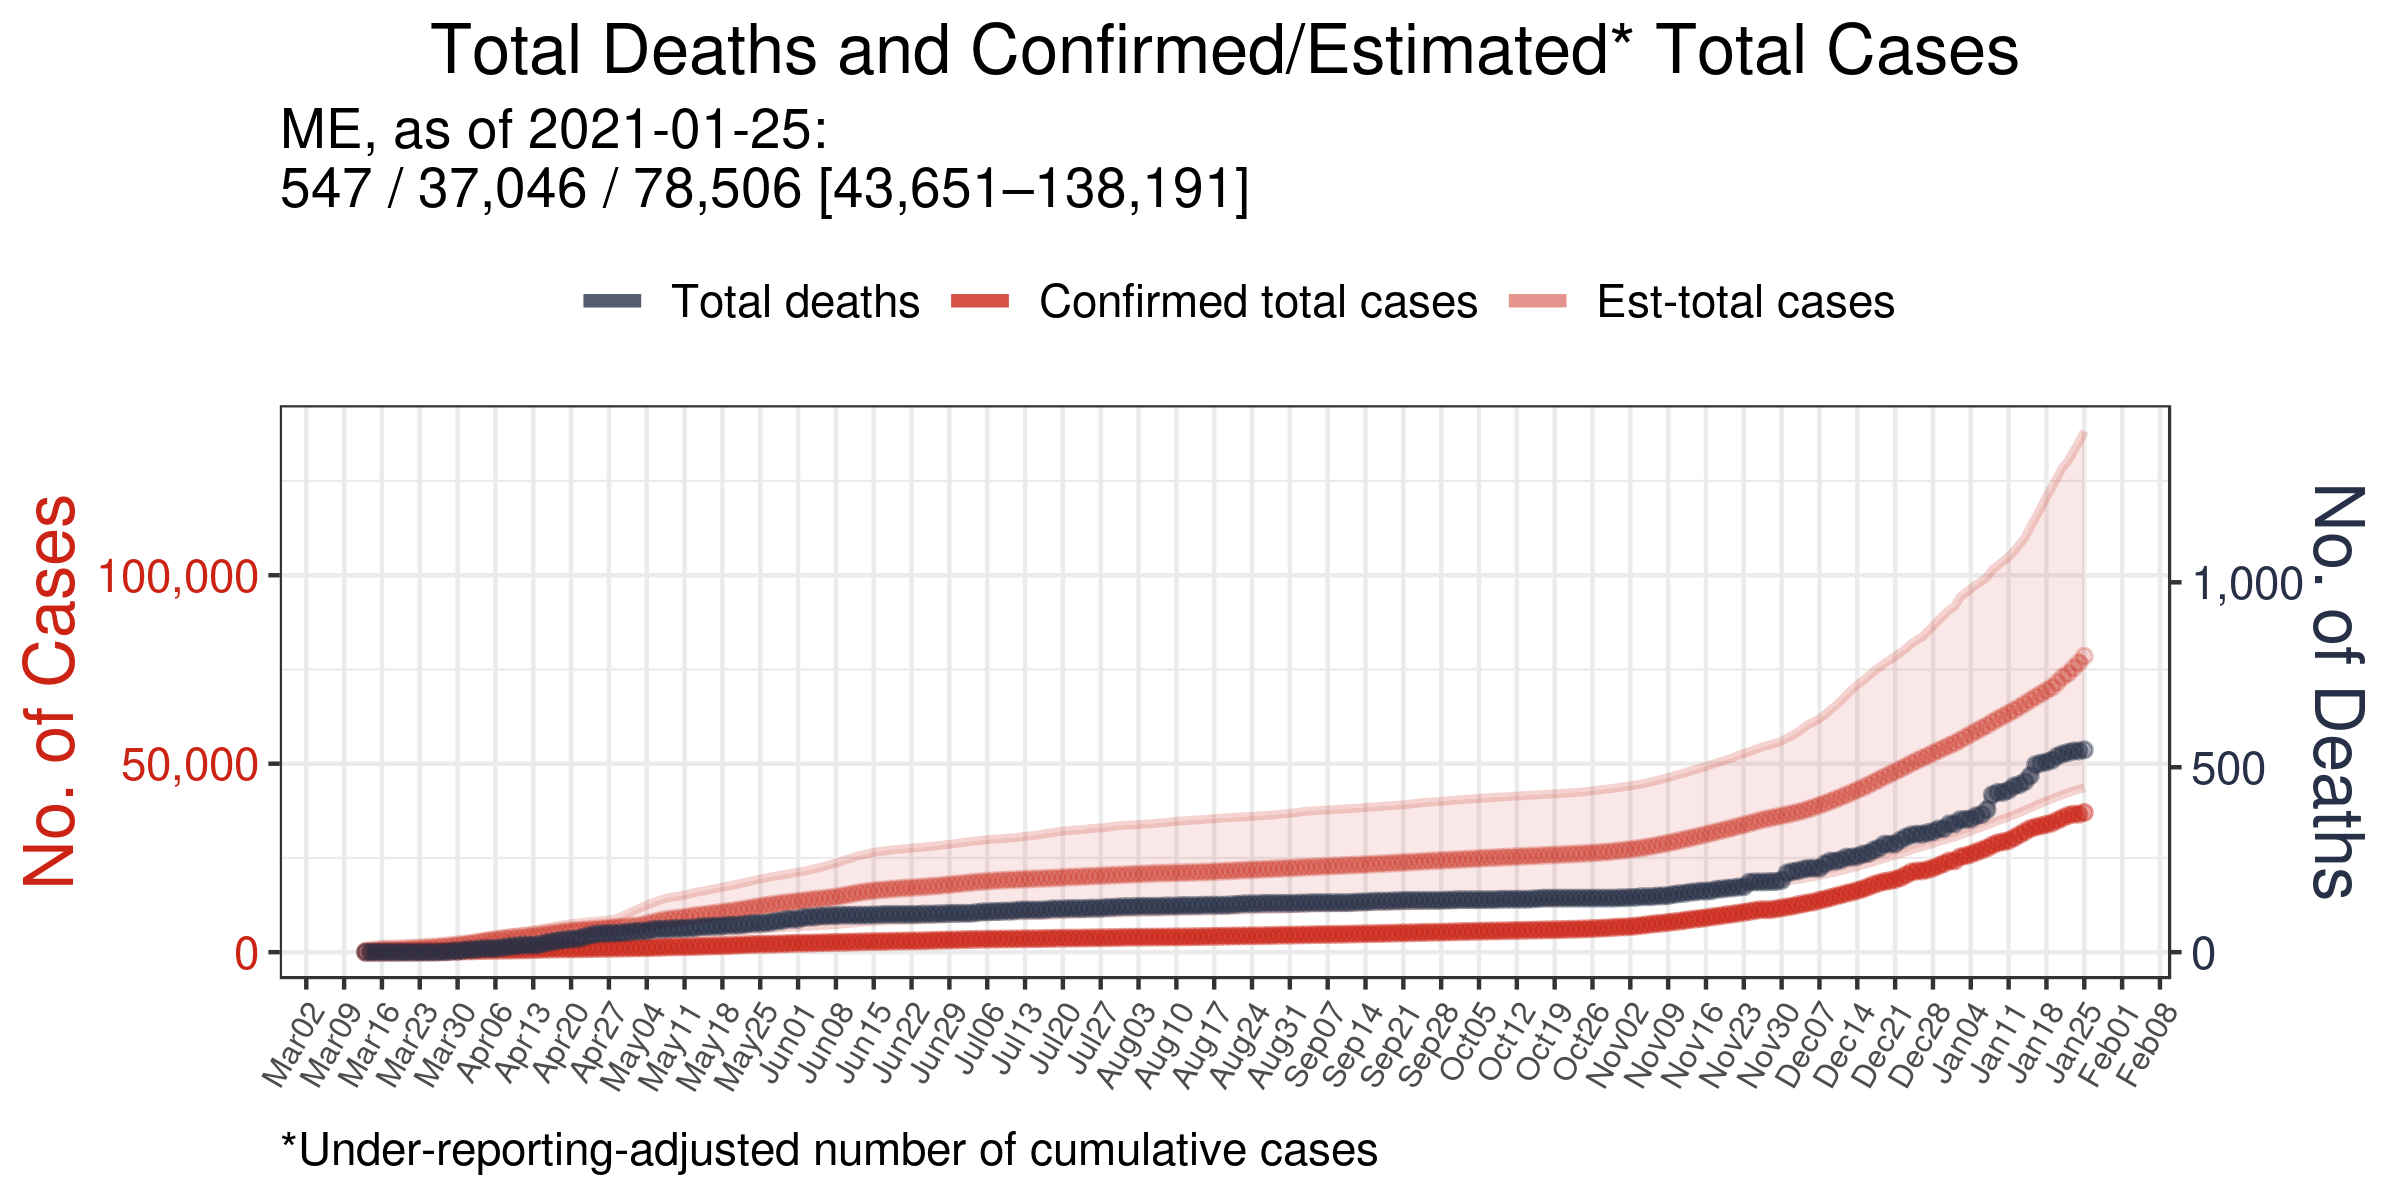 Total Deaths and Confirmed/Estimated* Total Cases
ME, as of 2021-01-25:
547 / 37,046 / 78,506 [43,651–138,191]
Total deaths
Confirmed total cases
Est-total cases
No. of Cases
100,000
50,000
0
No. of Deaths
1,000
500
0
Mar02
Mar09
Mar16
Mar23
Mar30
Apr06
Apr13
Apr20
Apr27
May04
May11
May18
May25
Jun01
Jun08
Jun15
Jun22
Jun29
Jul06
Jul13
Jul20
Jul27
Aug03
Aug10
Aug17
Aug24
Aug31
Sep07
Sep14
Sep21
Sep28
Oct05
Oct12
Oct19
Oct26
Nov02
Nov09
Nov16
Nov23
Nov30
Dec07
Dec14
Dec21
Dec28
Jan04
Jan11
Jan18
Jan25
Feb01
Feb08
*Under-reporting-adjusted number of cumulative cases